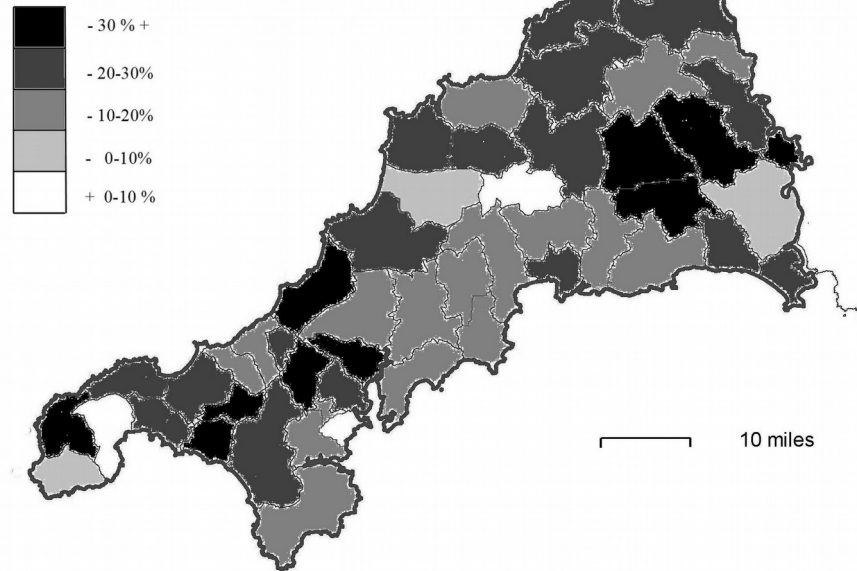 - 30 % +
- 20-30%
- 10-20%
- 0-10%
+ 0-10 %
10 miles